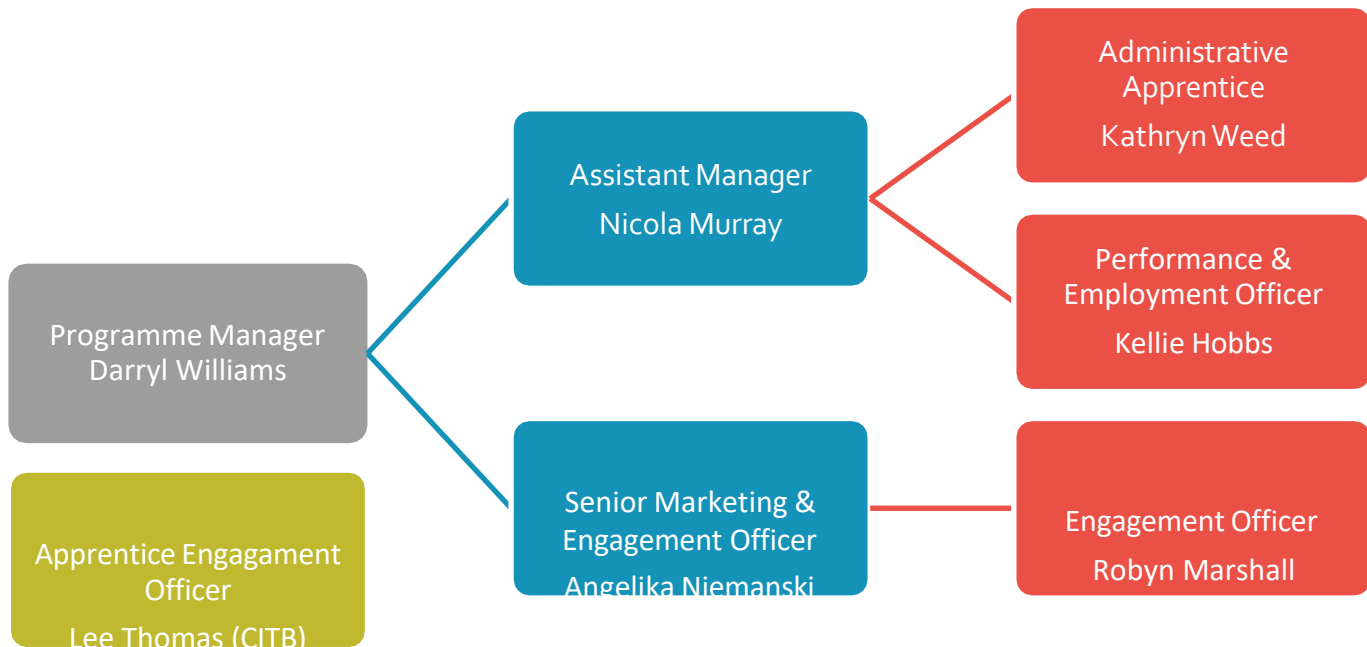 Administrative
Apprentice
Kathryn Weed
Assistant Manager
Nicola Murray
Performance &
Employment Officer
Kellie Hobbs
Programme Manager
Darryl Williams
Senior Marketing &
Engagement Officer
Angelika Niemanski
Engagement Officer
Robyn Marshall
Apprentice Engagament
Officer
Lee Thomas (CITB)